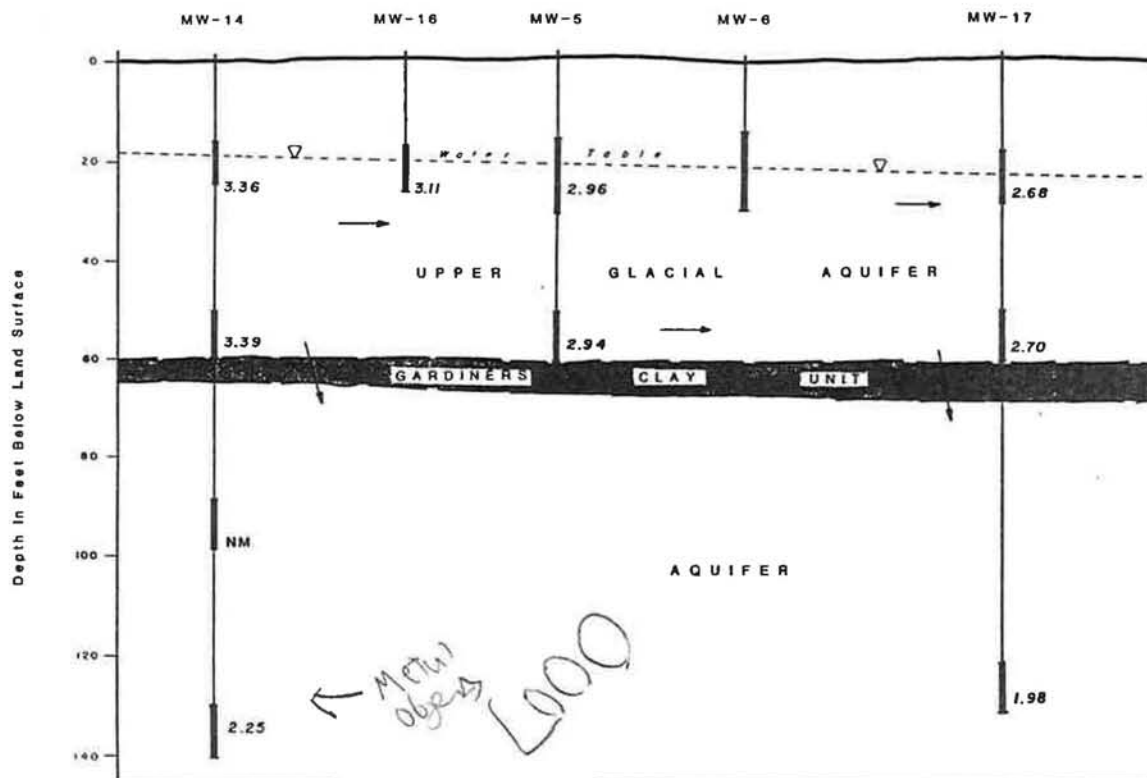 MW-14 MW-16 MW-5 MW-6 MW-17
0
20
40
60
80
100
120
140
Depth In Feet Below Land Surface
Water Table
3.36 3.11 2.96 2.68
UPPER GLACIAL AQUIFER
3.39 2.94 2.70
GARDINERS CLAY UNIT
NM
AQUIFER
1.98
2.25